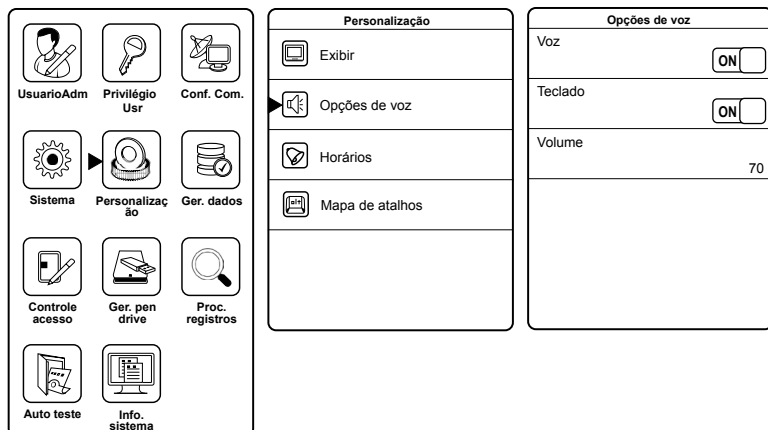 UsuarioAdm
Privilégio
Usr
Conf. Com.
Sistema
Personalizaç
ão
Ger. dados
Controle
acesso
Ger. pen
drive
Proc.
registros
Auto teste
Info.
sistema
Personalização
Exibir
Opções de voz
Horários
alt
Mapa de atalhos
Opções de voz
Voz
ON
Teclado
ON
Volume
70